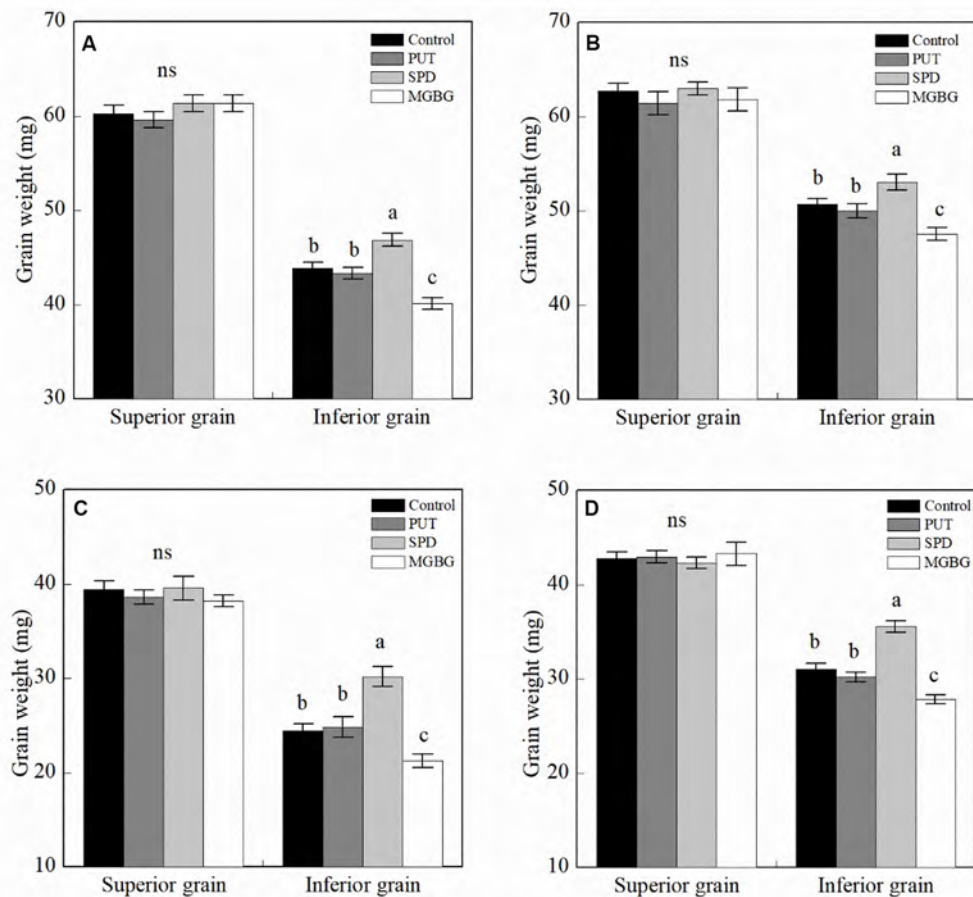 A
Grain weight (mg)
70
60
50
40
30
Control
PUT
SPD
MGBG
ns
b b a c
Superior grain Inferior grain
B
Grain weight (mg)
70
60
50
40
30
Control
PUT
SPD
MGBG
ns
b b a c
Superior grain Inferior grain
C
Grain weight (mg)
50
40
30
20
10
Control
PUT
SPD
MGBG
ns
b b a c
Superior grain Inferior grain
D
Grain weight (mg)
50
40
30
20
10
Control
PUT
SPD
MGBG
ns
b b a c
Superior grain Inferior grain